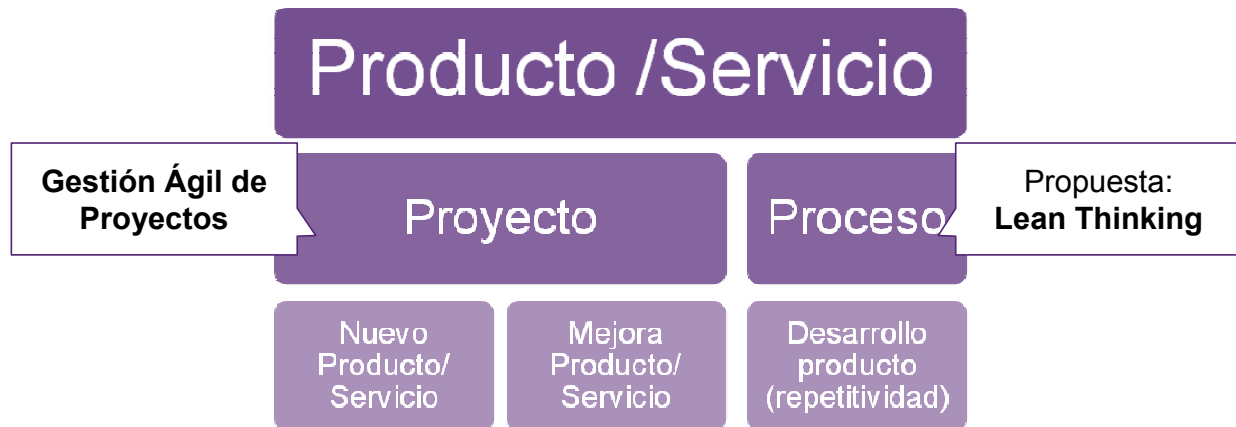 Producto /Servicio
Gestión Ágil de
Proyectos
Proyecto
Proceso
Propuesta:
Lean Thinking
Nuevo
Producto/
Servicio
Mejora
Producto/
Servicio
Desarrollo
producto
(repetitividad)